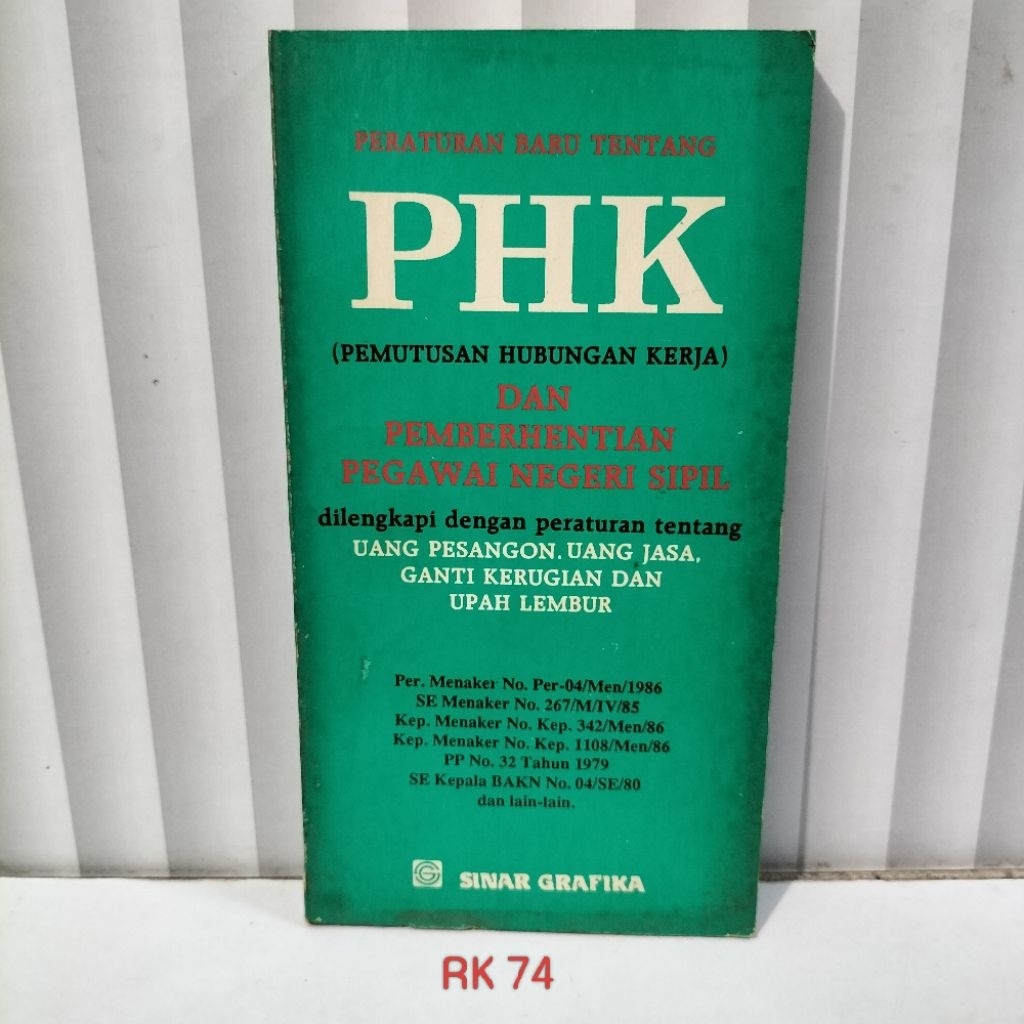 PERATURAN BARU TENTANG
PHK
(PEMUTUSAN HUBUNGAN KERJA)
DAN
PEMBERHENTIAN
PEGAWAI NEGERI SIPIL
dilengkapi dengan peraturan tentang
UANG PESANGON. UANG JASA,
GANTI KERUGIAN DAN
UPAH LEMBUR
Per. Menaker No. Per-04/Men/1986
SE Menaker No. 267/M/IV/85
Kep. Menaker No. Kep. 342/Men/86
Kep. Menaker No. Kep. 1108/Men/86
PP No. 32 Tahun 1979
SE Kepala BAKN No. 04/SE/80
dan lain-lain.
SINAR GRAFIKA
RK 74